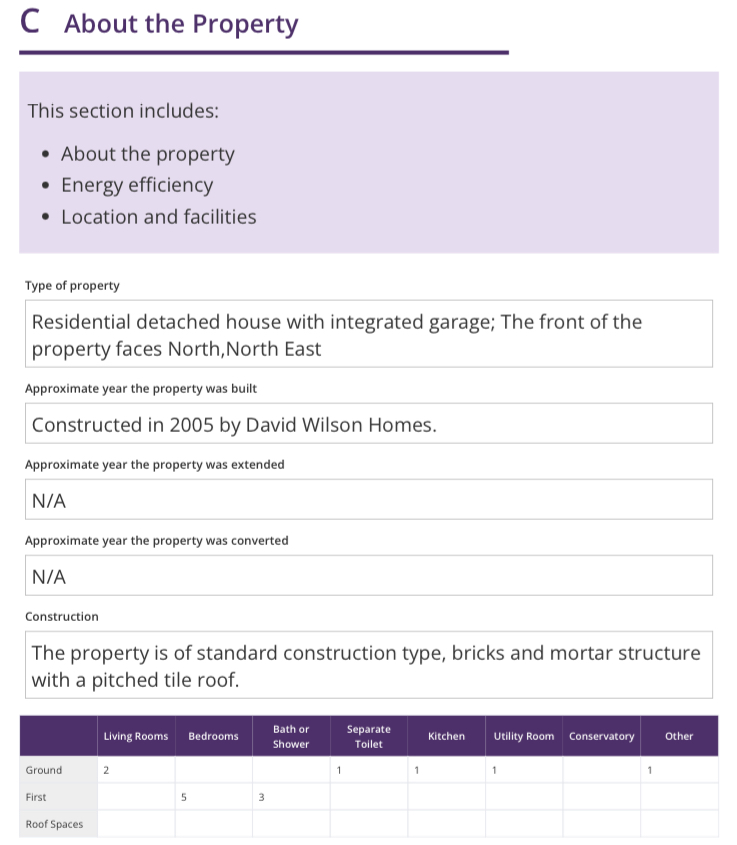 C About the Property
This section includes:
• About the property
• Energy efficiency
• Location and facilities
Type of property
Residential detached house with integrated garage; The front of the
property faces North,North East
Approximate year the property was built
Constructed in 2005 by David Wilson Homes.
Approximate year the property was extended
N/A
Approximate year the property was converted
N/A
Construction
The property is of standard construction type, bricks and mortar structure
with a pitched tile roof.
Living Rooms Bedrooms Bath or Shower Separate Toilet Kitchen Utility Room Conservatory Other
Ground 2 1 1 1 1
First 5 3
Roof Spaces